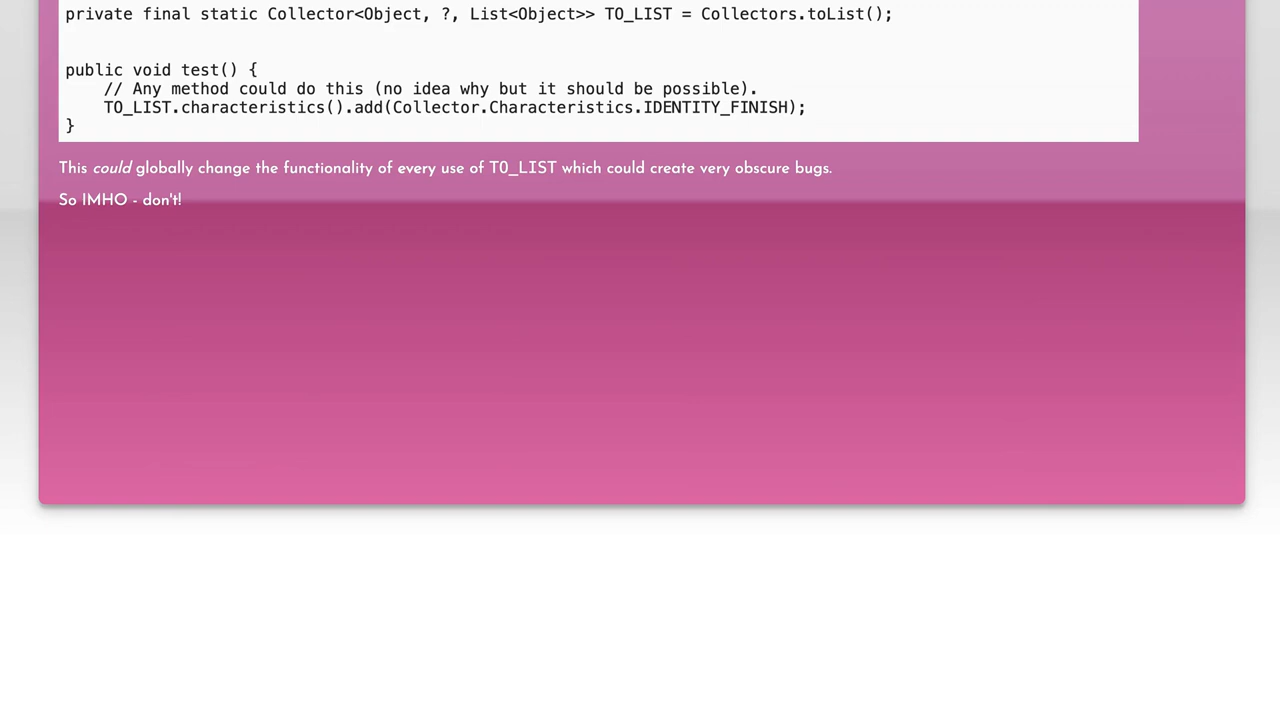 private final static Collector<Object, ?, List<Object>> TO_LIST = Collectors.toList();
public void test() {
    // Any method could do this (no idea why but it should be possible).
    TO_LIST.characteristics().add(Collector.Characteristics.IDENTITY_FINISH);
}
This could globally change the functionality of every use of TO_LIST which could create very obscure bugs.
So IMHO - don't!